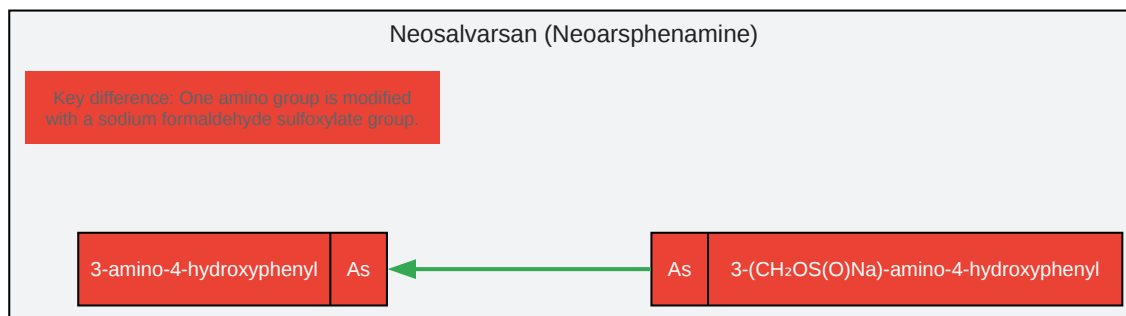 Neosalvarsan (Neoarsphenamine)
Key difference: One amino group is modified
with a sodium formaldehyde sulfoxylate group.
3-amino-4-hydroxyphenyl
As
As
3-(CH₂OS(O)Na)-amino-4-hydroxyphenyl